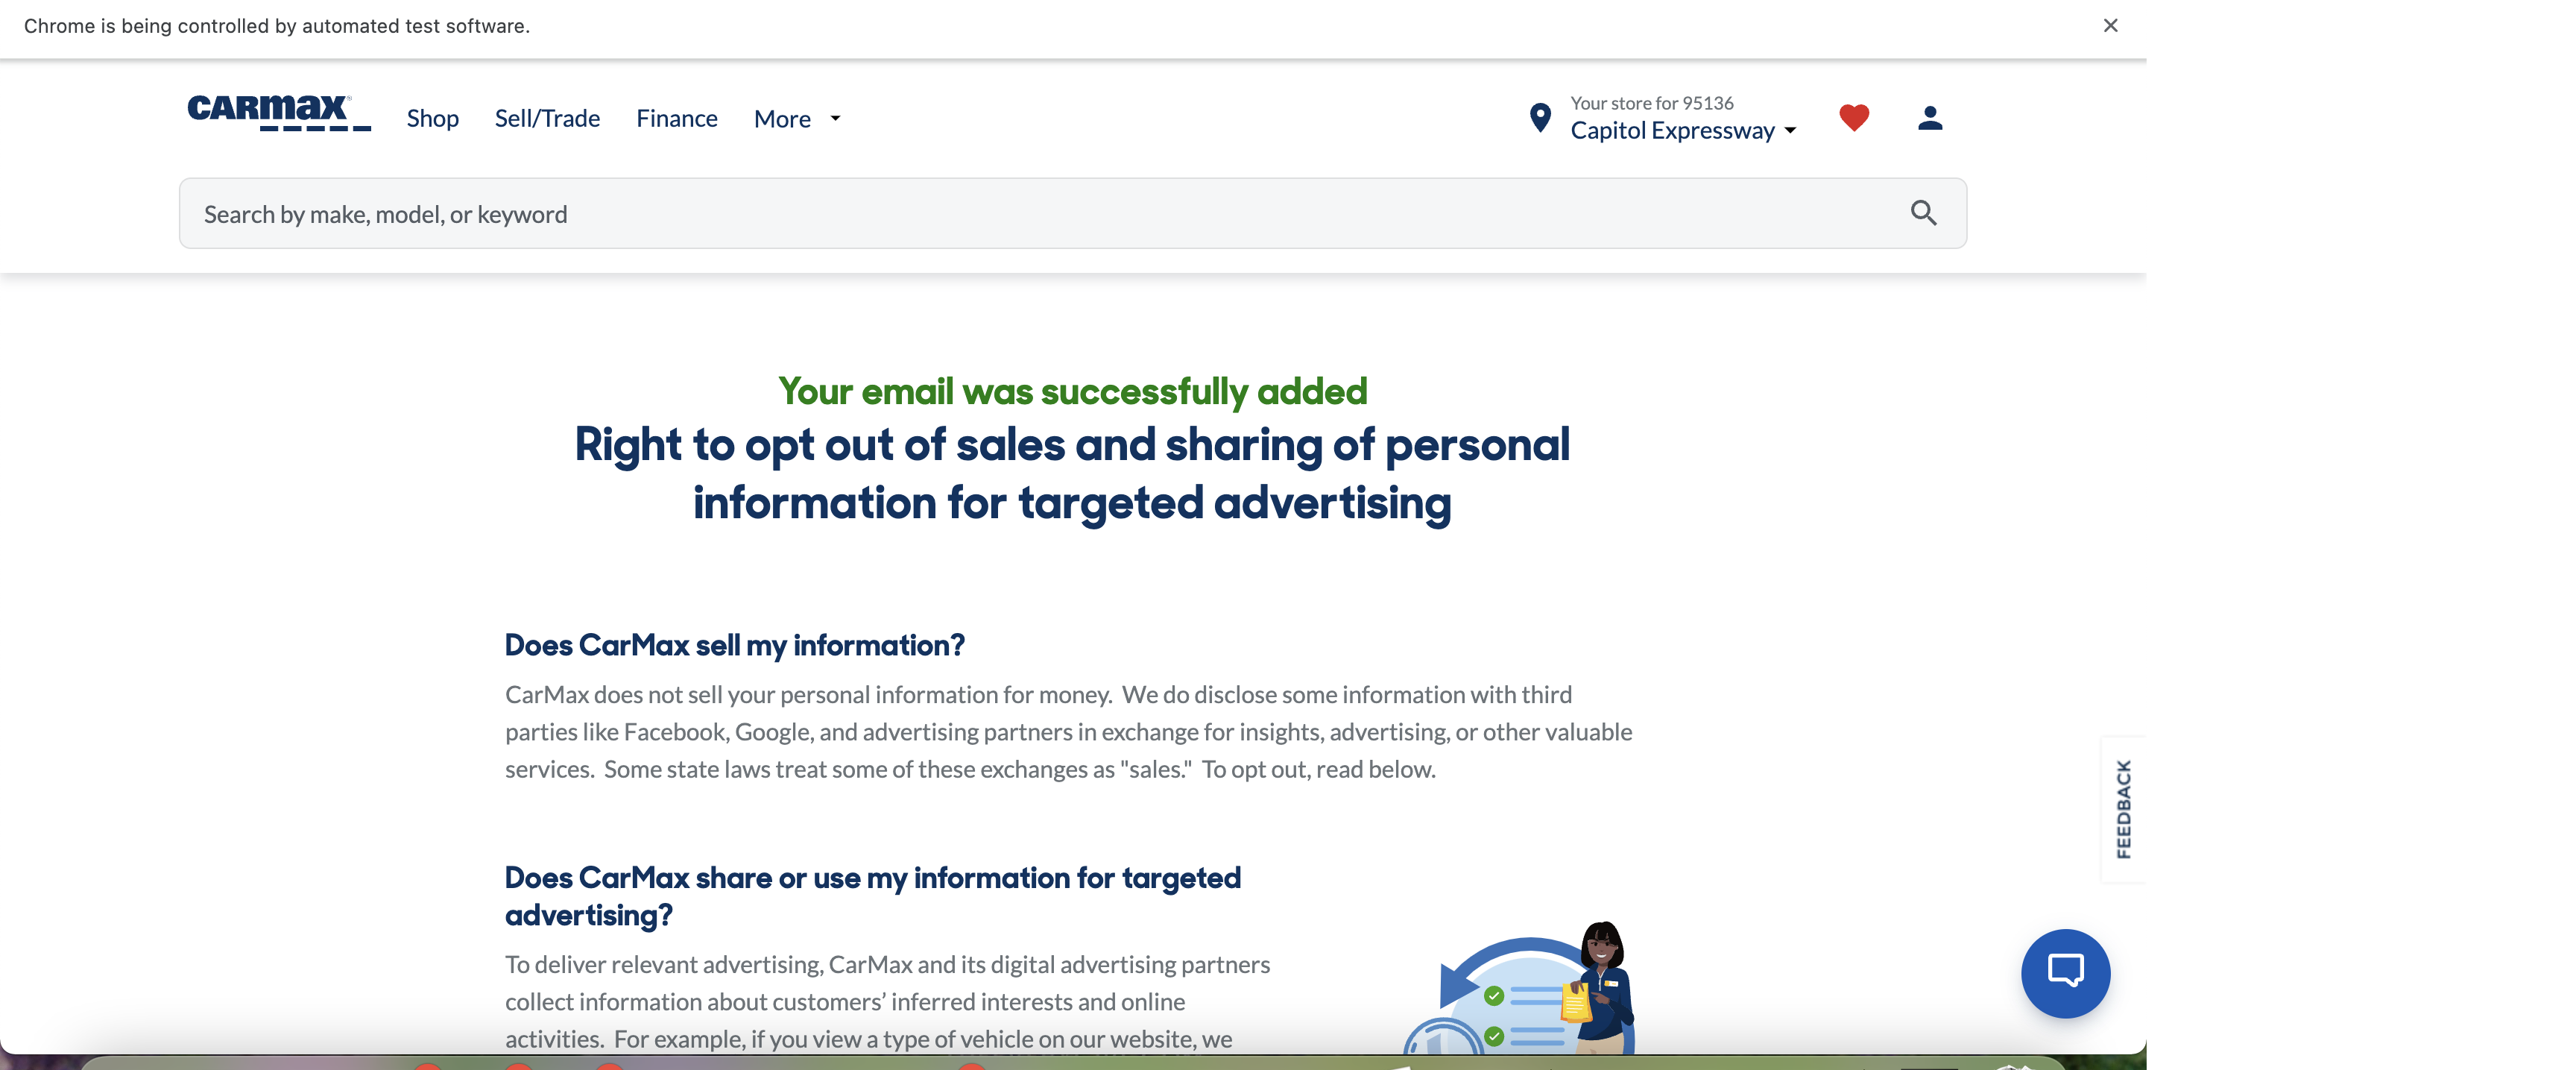 Chrome is being controlled by automated test software.
CARMAX
Shop
Sell/Trade
Finance
More
Your store for 95136
Capitol Expressway
Search by make, model, or keyword
Your email was successfully added
Right to opt out of sales and sharing of personal
information for targeted advertising
Does CarMax sell my information?
CarMax does not sell your personal information for money.  We do disclose some information with third
parties like Facebook, Google, and advertising partners in exchange for insights, advertising, or other valuable
services.  Some state laws treat some of these exchanges as "sales."  To opt out, read below.
Does CarMax share or use my information for targeted
advertising?
To deliver relevant advertising, CarMax and its digital advertising partners
collect information about customers’ inferred interests and online
activities.  For example, if you view a type of vehicle on our website, we
FEEDBACK